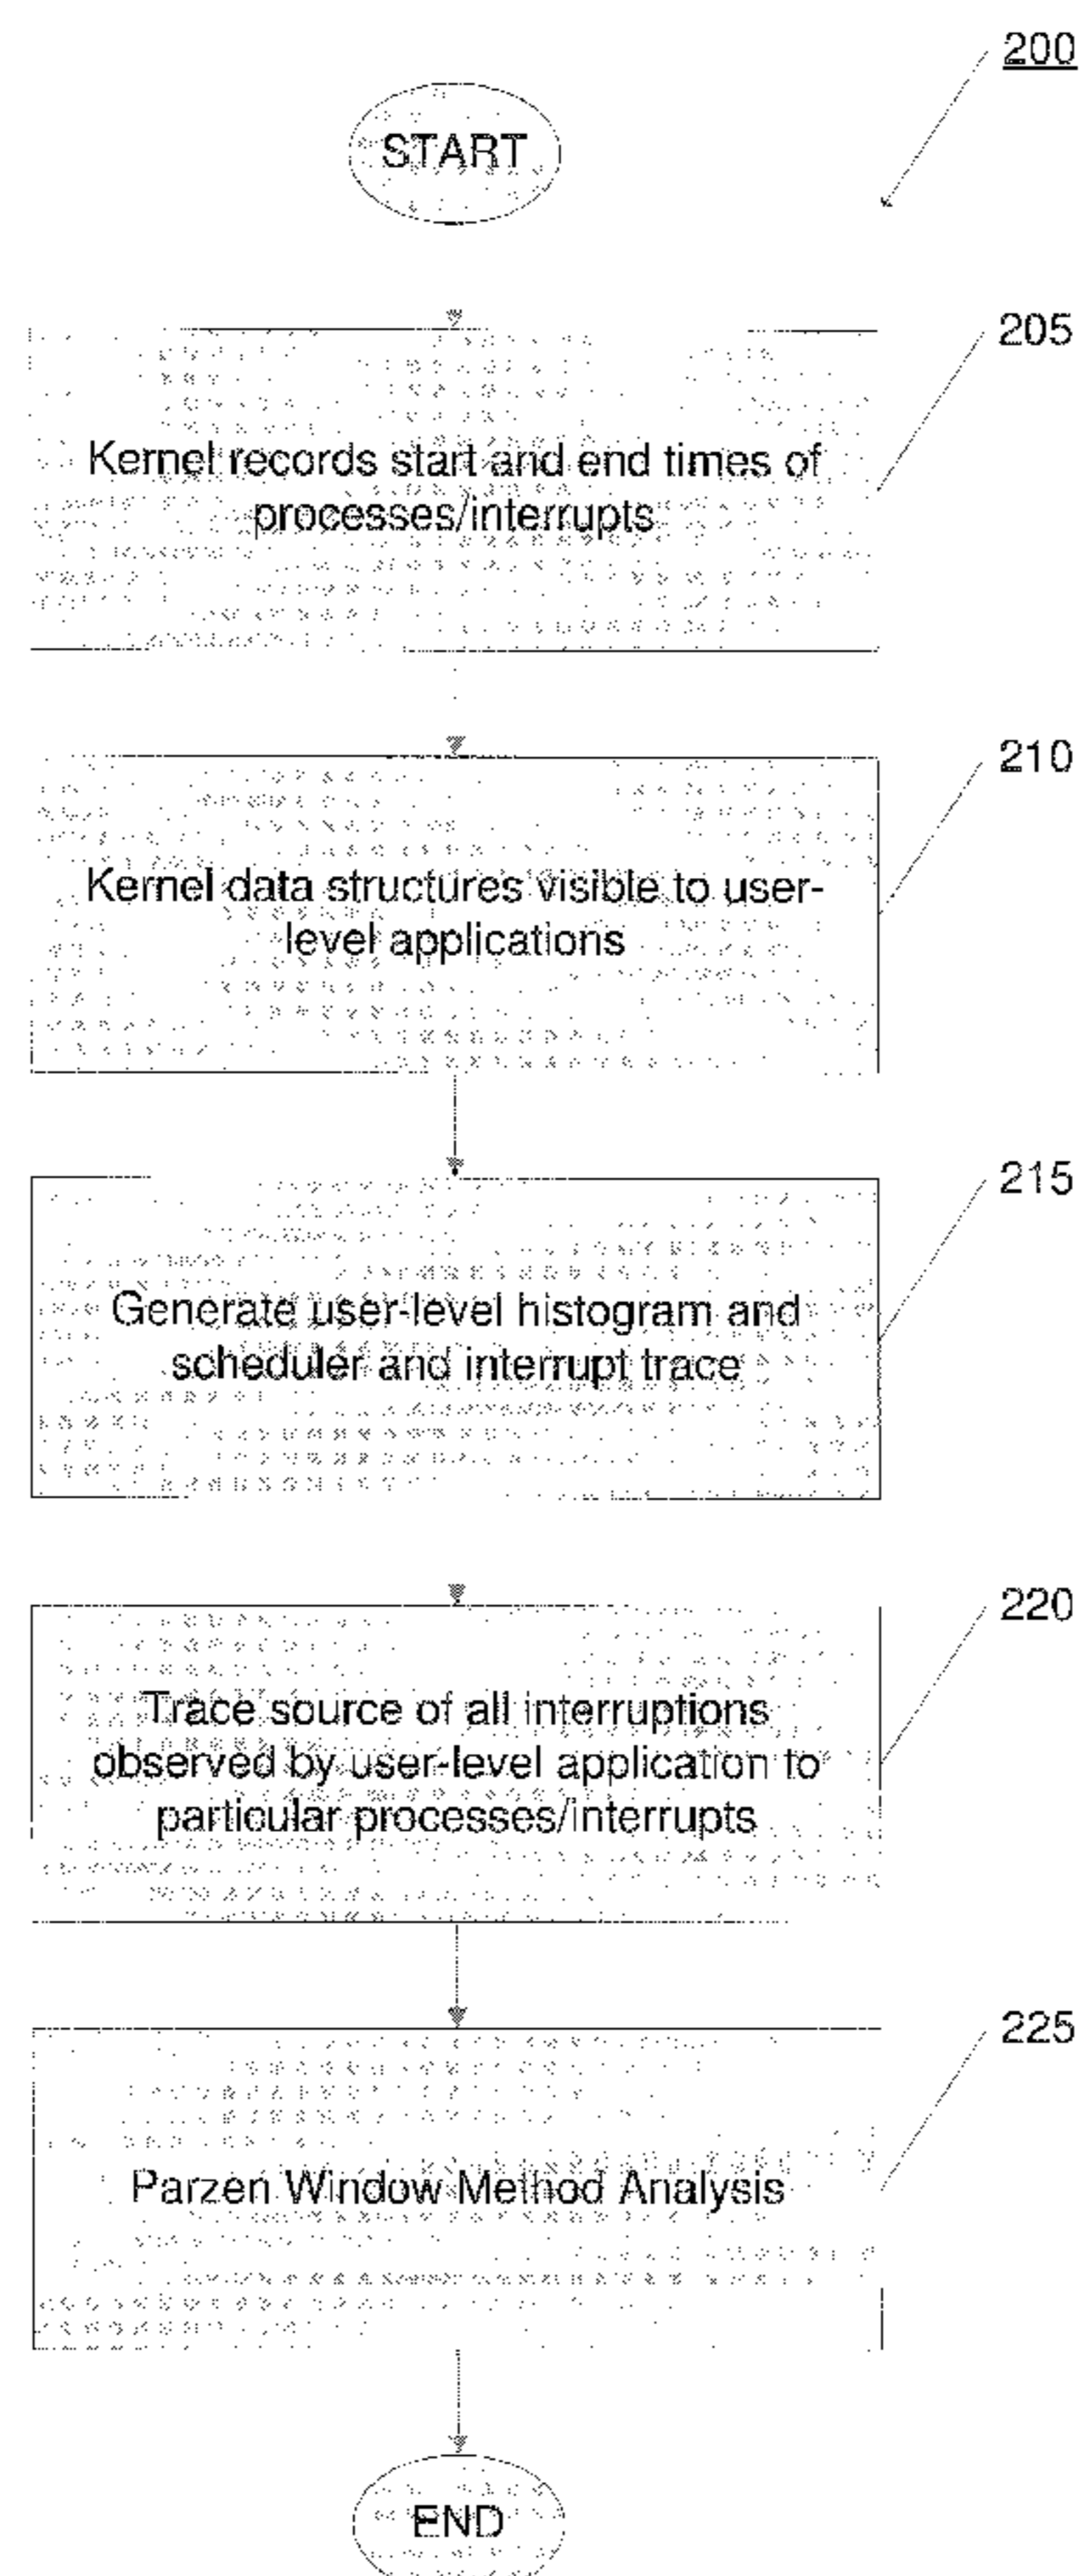 200
START
205
Kernel records start and end times of
processes/interrupts
210
Kernel data structures visible to user-
level applications
215
Generate user-level histogram and
scheduler and interrupt trace
220
Trace source of all interruptions
observed by user-level application to
particular processes/interrupts
225
Parzen Window Method Analysis
END